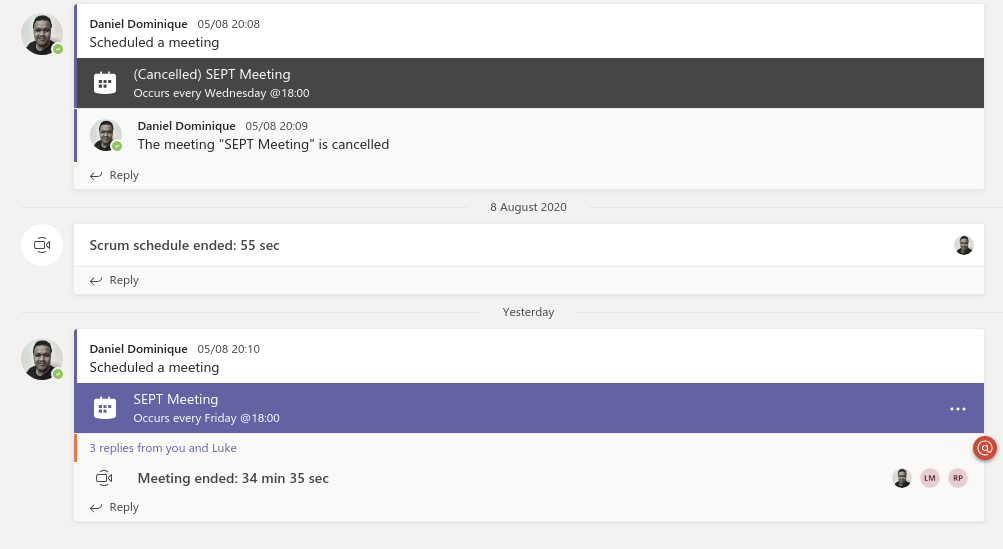 Daniel Dominique 05/08 20:08
Scheduled a meeting
(Cancelled) SEPT Meeting
Occurs every Wednesday @18:00
Daniel Dominique 05/08 20:09
The meeting "SEPT Meeting" is cancelled
Reply
8 August 2020
Scrum schedule ended: 55 sec
Reply
Yesterday
Daniel Dominique 05/08 20:10
Scheduled a meeting
SEPT Meeting
Occurs every Friday @18:00
...
3 replies from you and Luke
@
Meeting ended: 34 min 35 sec
LM RP
Reply